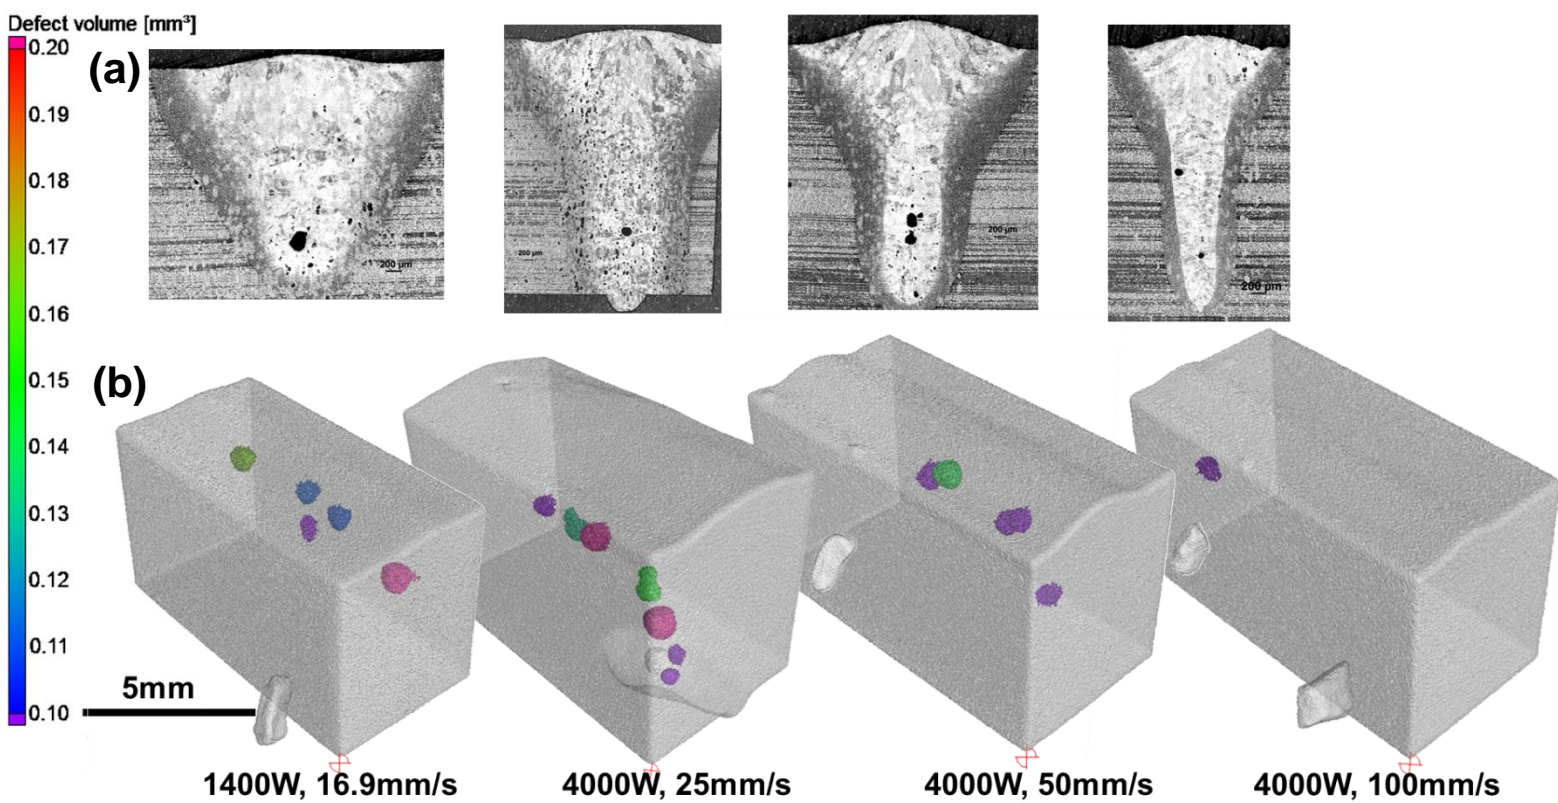 Defect volume [mm³]
0.20
0.19
0.18
0.17
0.16
0.15
0.14
0.13
0.12
0.11
0.10
(a)
200 μm
200 μm
200 μm
200 μm
(b)
5mm
1400W, 16.9mm/s
4000W, 25mm/s
4000W, 50mm/s
4000W, 100mm/s